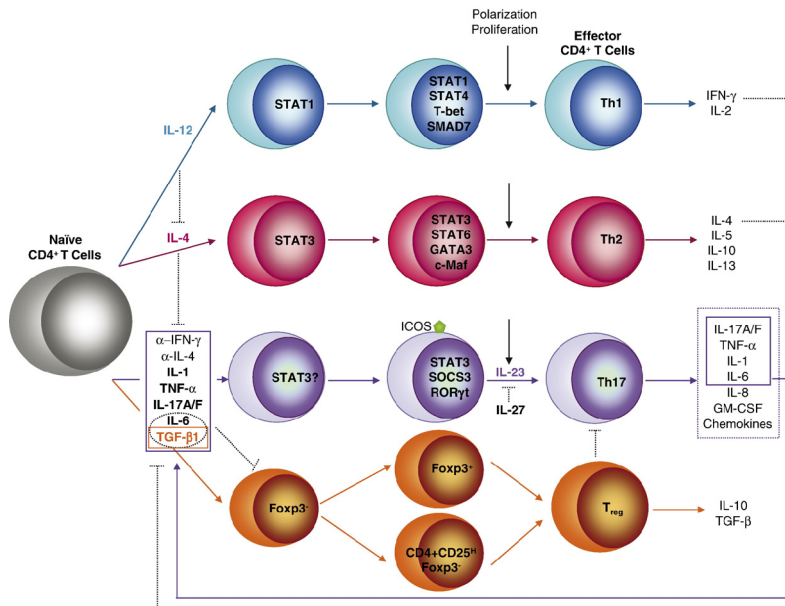 Polarization
Proliferation
Effector
CD4+ T Cells
STAT1
STAT1
STAT4
T-bet
SMAD7
Th1
IFN-γ
IL-2
IL-12
Naïve
CD4+ T Cells
IL-4
STAT3
STAT3
STAT6
GATA3
c-Maf
Th2
IL-4
IL-5
IL-10
IL-13
ICOS
α–IFN-γ
α-IL-4
IL-1
TNF-α
IL-17A/F
IL-6
TGF-β1
STAT3?
STAT3
SOCS3
RORγt
IL-23
IL-27
Th17
IL-17A/F
TNF-α
IL-1
IL-6
IL-8
GM-CSF
Chemokines
Foxp3-
Foxp3+
CD4+CD25H
Foxp3-
Treg
IL-10
TGF-β